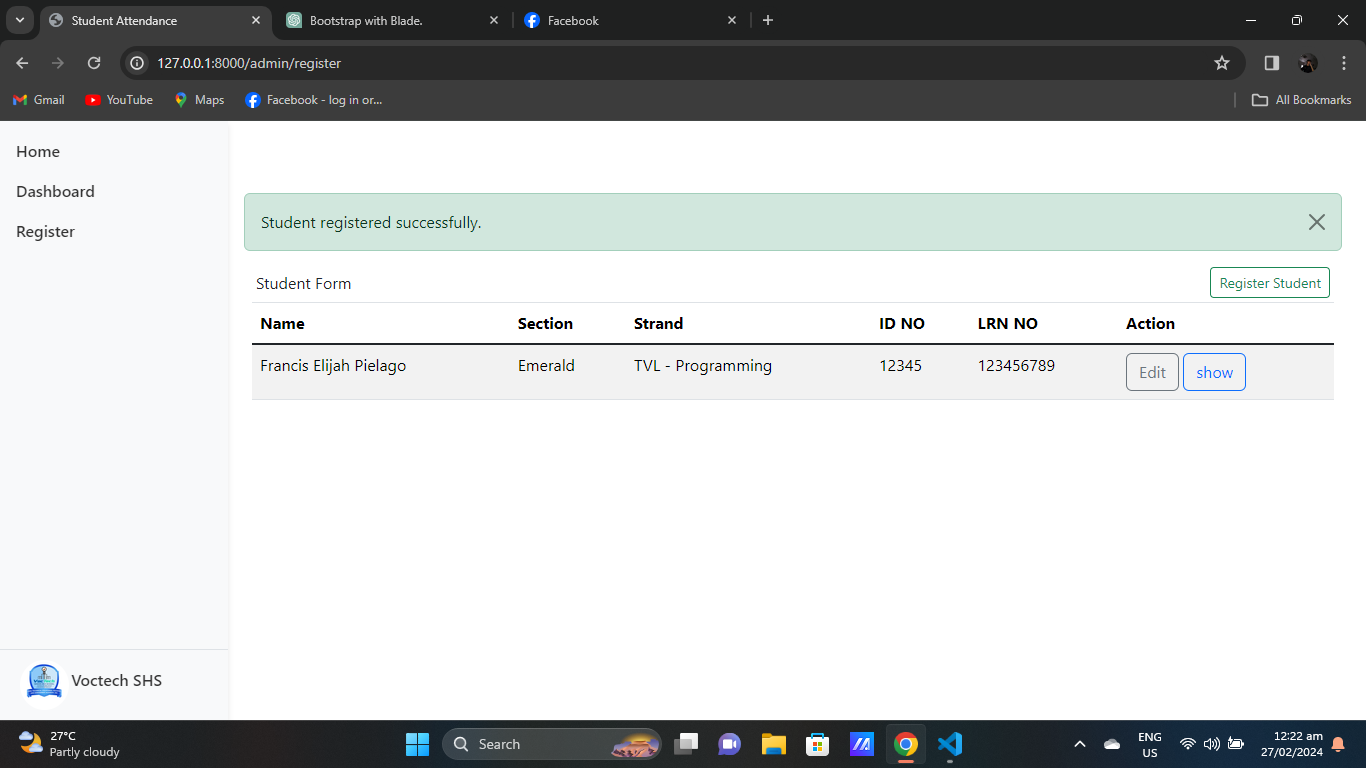 Student Attendance
Bootstrap with Blade.
Facebook
127.0.0.1:8000/admin/register
Gmail
YouTube
Maps
Facebook - log in or...
All Bookmarks
Home
Dashboard
Register
Student registered successfully.
Student Form
Register Student
Name Section Strand ID NO LRN NO Action
Francis Elijah Pielago Emerald TVL - Programming 12345 123456789 Edit show
Voctech SHS
27°C
Partly cloudy
Search
ENG
US
12:22 am
27/02/2024